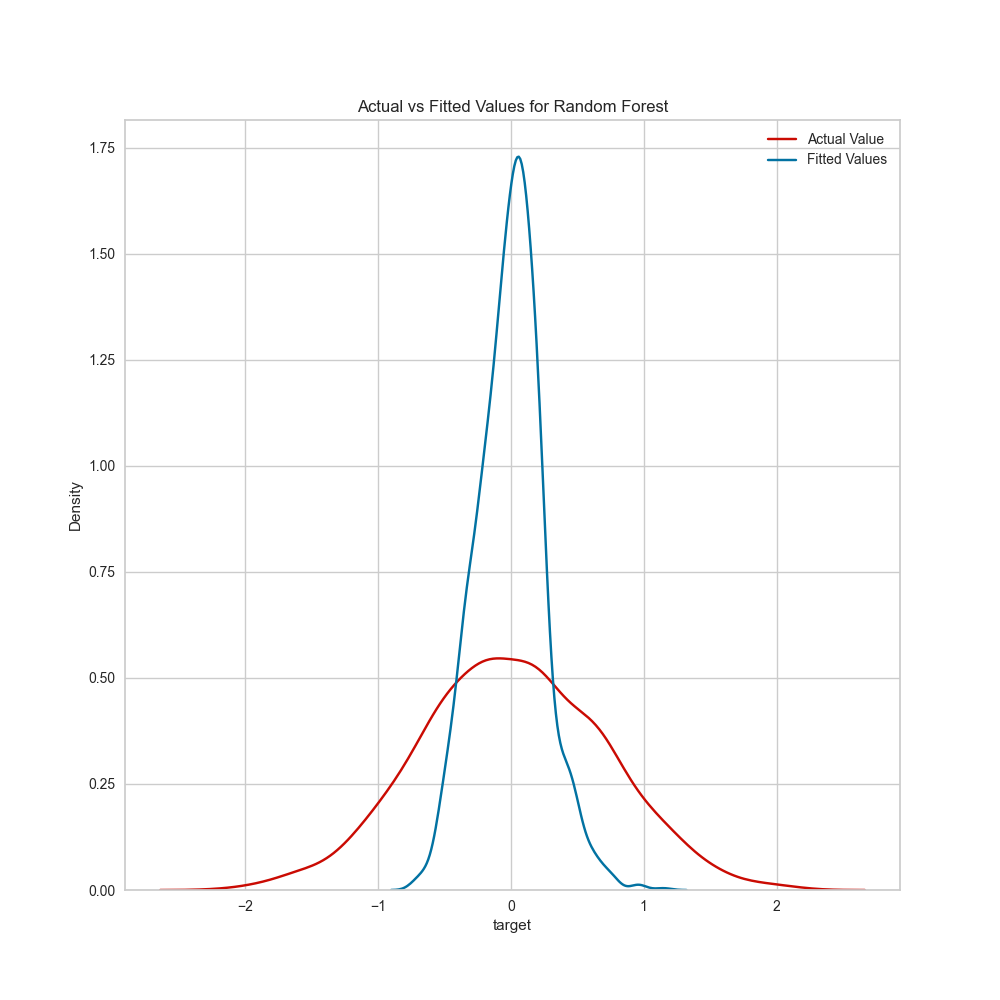 Actual vs Fitted Values for Random Forest
Actual Value
Fitted Values
1.75
1.50
1.25
1.00
0.75
0.50
0.25
0.00
Density
−2
−1
0
1
2
target